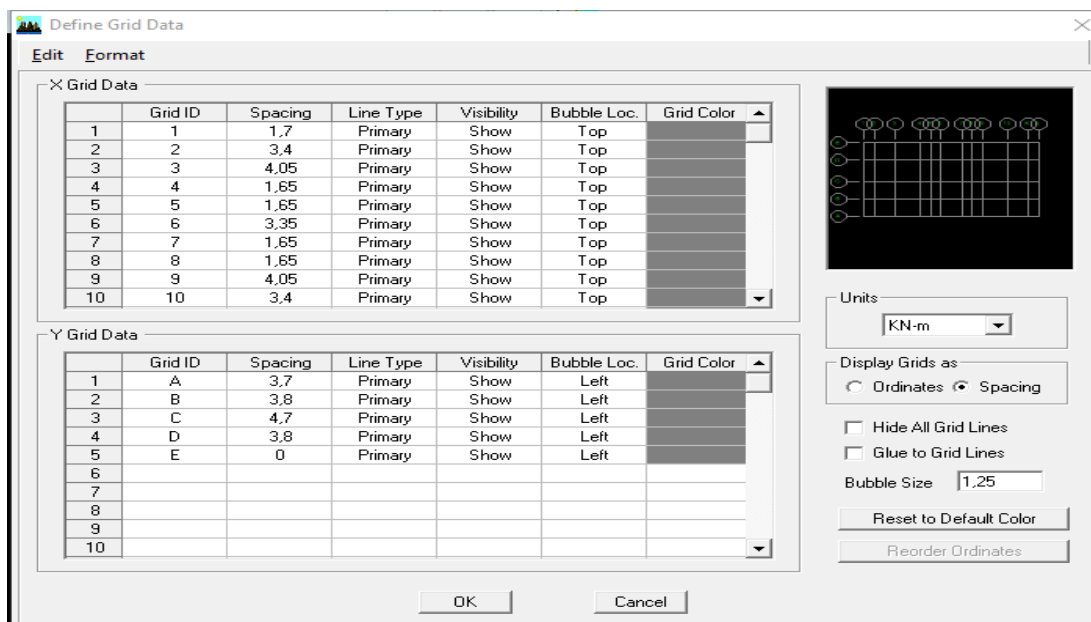 Define Grid Data
Edit Format
X Grid Data
Grid ID Spacing Line Type Visibility Bubble Loc. Grid Color
1 1 1,7 Primary Show Top
2 2 3,4 Primary Show Top
3 3 4,05 Primary Show Top
4 4 1,65 Primary Show Top
5 5 1,65 Primary Show Top
6 6 3,35 Primary Show Top
7 7 1,65 Primary Show Top
8 8 1,65 Primary Show Top
9 9 4,05 Primary Show Top
10 10 3,4 Primary Show Top
Y Grid Data
Grid ID Spacing Line Type Visibility Bubble Loc. Grid Color
1 A 3,7 Primary Show Left
2 B 3,8 Primary Show Left
3 C 4,7 Primary Show Left
4 D 3,8 Primary Show Left
5 E 0 Primary Show Left
6
7
8
9
10
Units
KN-m
Display Grids as
Ordinates Spacing
Hide All Grid Lines
Glue to Grid Lines
Bubble Size 1,25
Reset to Default Color
Reorder Ordinates
OK Cancel